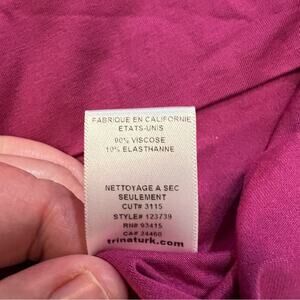 FABRIQUE EN CALIFORNIE
ETATS-UNIS
90% VISCOSE
10% ELASTHANNE
NETTOYAGE A SEC
SEULEMENT
CUT# 3115
STYLE# 123739
RN# 93415
CA# 24460
trinaturk.com